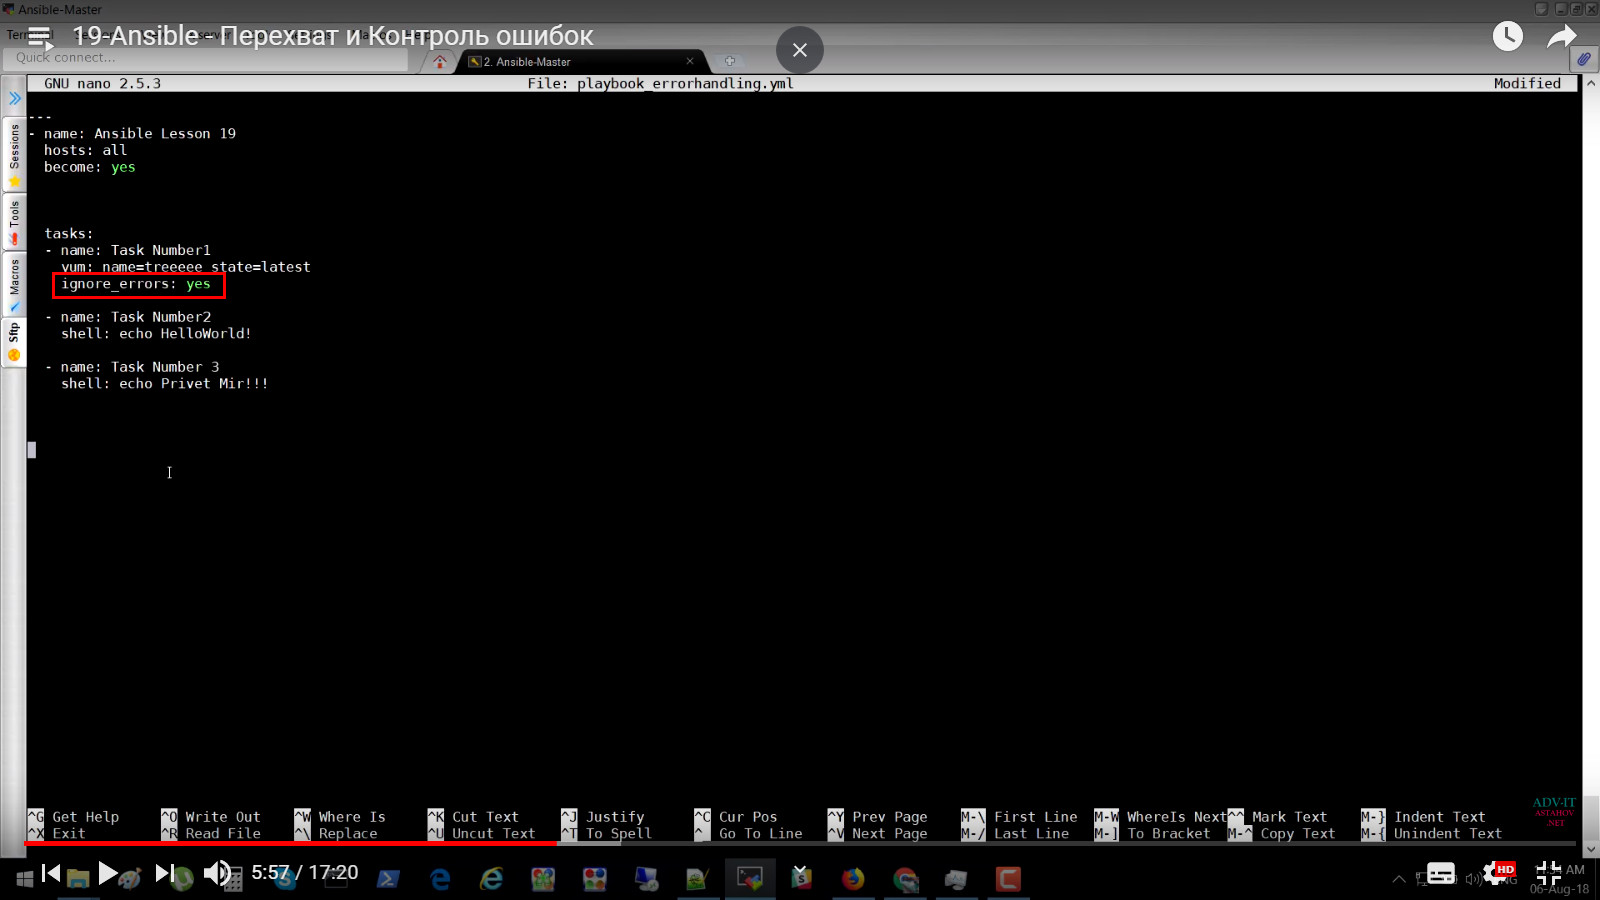 Ansible-Master
19-Ansible - Перехват и Контроль ошибок
Quick connect...
2. Ansible-Master
GNU nano 2.5.3 File: playbook_errorhandling.yml Modified
Sessions
Tools
Macros
Sftp
---
- name: Ansible Lesson 19
hosts: all
become: yes
tasks:
- name: Task Number1
yum: name=treeeee state=latest
ignore_errors: yes
- name: Task Number2
shell: echo HelloWorld!
- name: Task Number 3
shell: echo Privet Mir!!!
ADV-IT
ASTAHOV
.NET
^G Get Help ^O Write Out ^W Where Is ^K Cut Text ^J Justify ^C Cur Pos ^Y Prev Page M-\ First Line M-W WhereIs Next ^^ Mark Text M-} Indent Text
^X Exit ^R Read File ^\ Replace ^U Uncut Text ^T To Spell ^_ Go To Line ^V Next Page M-/ Last Line M-] To Bracket M-^ Copy Text M-{ Unindent Text
5:57 / 17:20
HD
AM
06-Aug-18